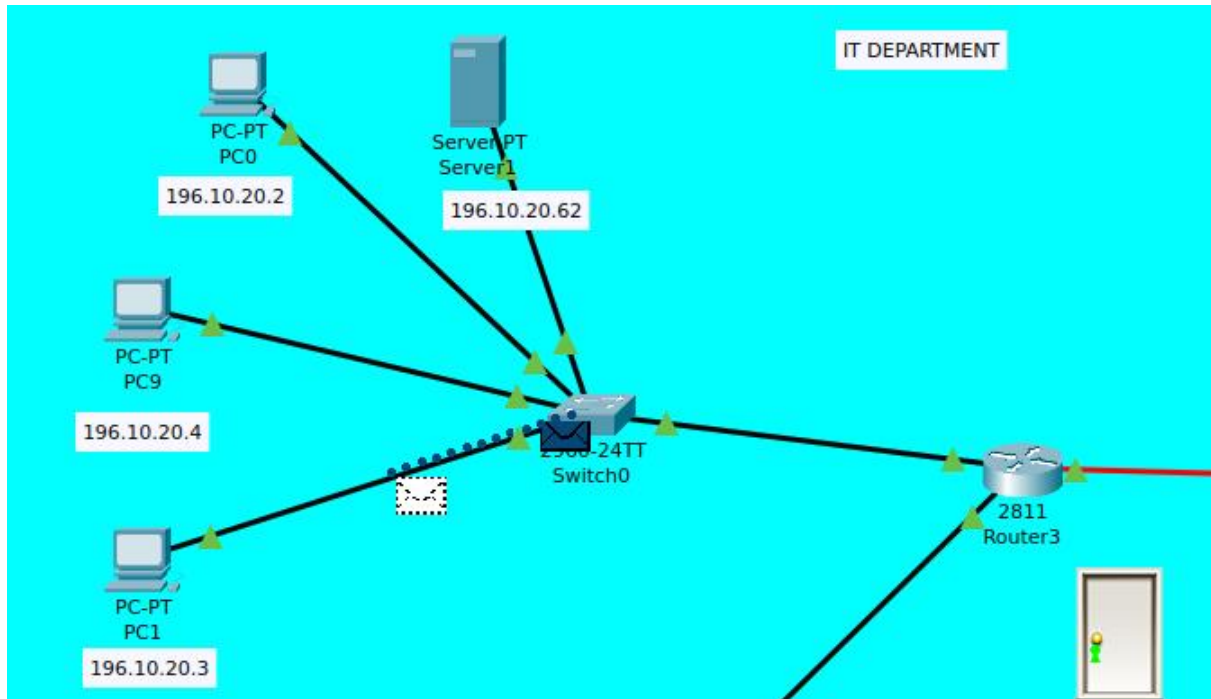 IT DEPARTMENT
PC-PT
PC0
196.10.20.2
Server-PT
Server1
196.10.20.62
PC-PT
PC9
196.10.20.4
24TT
Switch0
2811
Router3
PC-PT
PC1
196.10.20.3